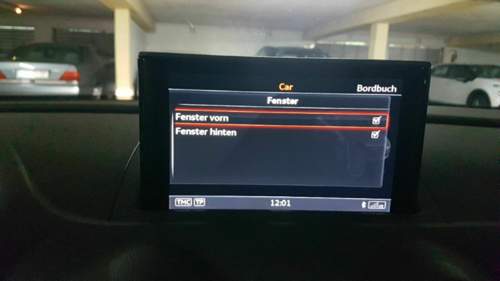 Car Bordbuch
Fenster
Fenster vorn
Fenster hinten
TMC TP 12:01